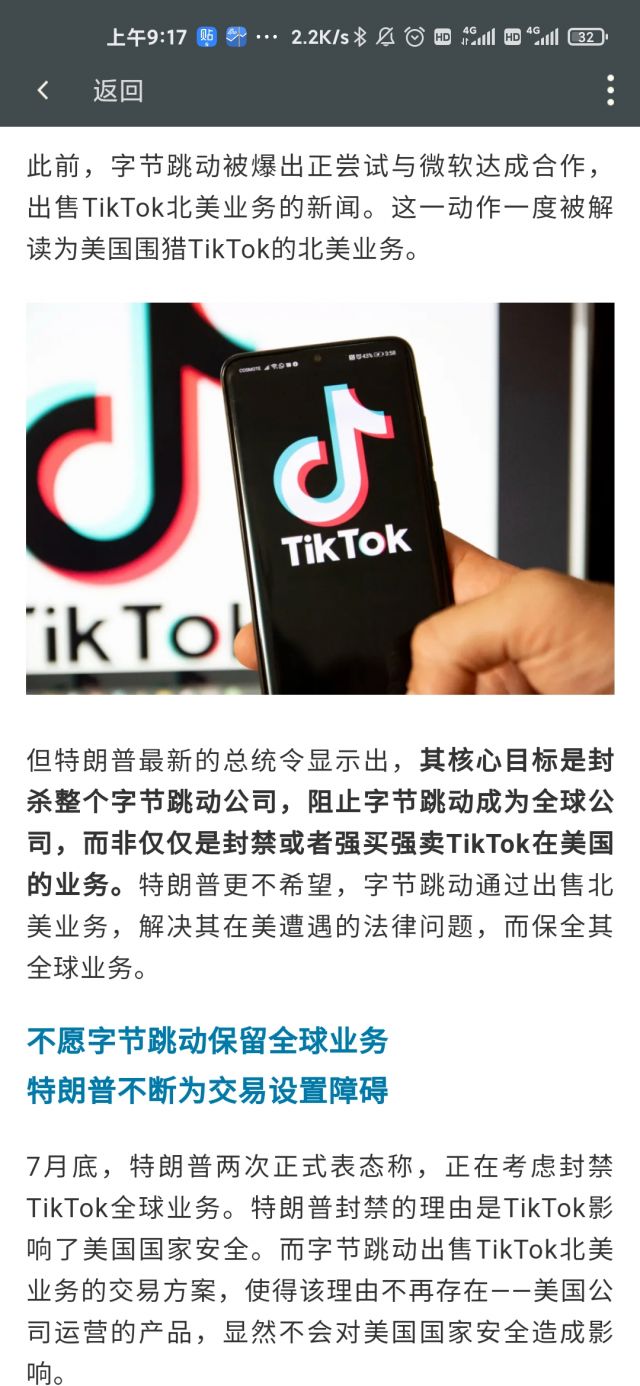 上午9:17 贴 ··· 2.2K/s HD 4G HD 4G 32
返回
此前，字节跳动被爆出正尝试与微软达成合作，
出售TikTok北美业务的新闻。这一动作一度被解
读为美国围猎TikTok的北美业务。
COSMOTE 43% 3:58
TikTok
ikTok
但特朗普最新的总统令显示出，其核心目标是封
杀整个字节跳动公司，阻止字节跳动成为全球公
司，而非仅仅是封禁或者强买强卖TikTok在美国
的业务。特朗普更不希望，字节跳动通过出售北
美业务，解决其在美遭遇的法律问题，而保全其
全球业务。
不愿字节跳动保留全球业务
特朗普不断为交易设置障碍
7月底，特朗普两次正式表态称，正在考虑封禁
TikTok全球业务。特朗普封禁的理由是TikTok影
响了美国国家安全。而字节跳动出售TikTok北美
业务的交易方案，使得该理由不再存在——美国公
司运营的产品，显然不会对美国国家安全造成影
响。